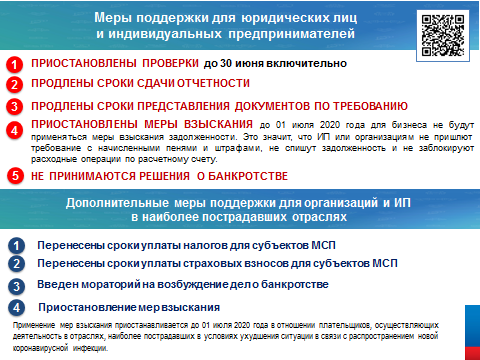 Меры поддержки для юридических лиц
и индивидуальных предпринимателей
1 ПРИОСТАНОВЛЕНЫ ПРОВЕРКИ до 30 июня включительно
2 ПРОДЛЕНЫ СРОКИ СДАЧИ ОТЧЕТНОСТИ
3 ПРОДЛЕНЫ СРОКИ ПРЕДСТАВЛЕНИЯ ДОКУМЕНТОВ ПО ТРЕБОВАНИЮ
4 ПРИОСТАНОВЛЕНЫ МЕРЫ ВЗЫСКАНИЯ до 01 июля 2020 года для бизнеса не будут
применяться меры взыскания задолженности. Это значит, что ИП или организациям не пришлют
требование с начисленными пенями и штрафами, не спишут задолженность и не заблокируют
расходные операции по расчетному счету.
5 НЕ ПРИНИМАЮТСЯ РЕШЕНИЯ О БАНКРОТСТВЕ
Дополнительные меры поддержки для организаций и ИП
в наиболее пострадавших отраслях
1 Перенесены сроки уплаты налогов для субъектов МСП
2 Перенесены сроки уплаты страховых взносов для субъектов МСП
3 Введен мораторий на возбуждение дел о банкротстве
4 Приостановление мер взыскания
Применение мер взыскания приостанавливается до 01 июля 2020 года в отношении плательщиков, осуществляющих
деятельность в отраслях, наиболее пострадавших в условиях ухудшения ситуации в связи с распространением новой
коронавирусной инфекции.